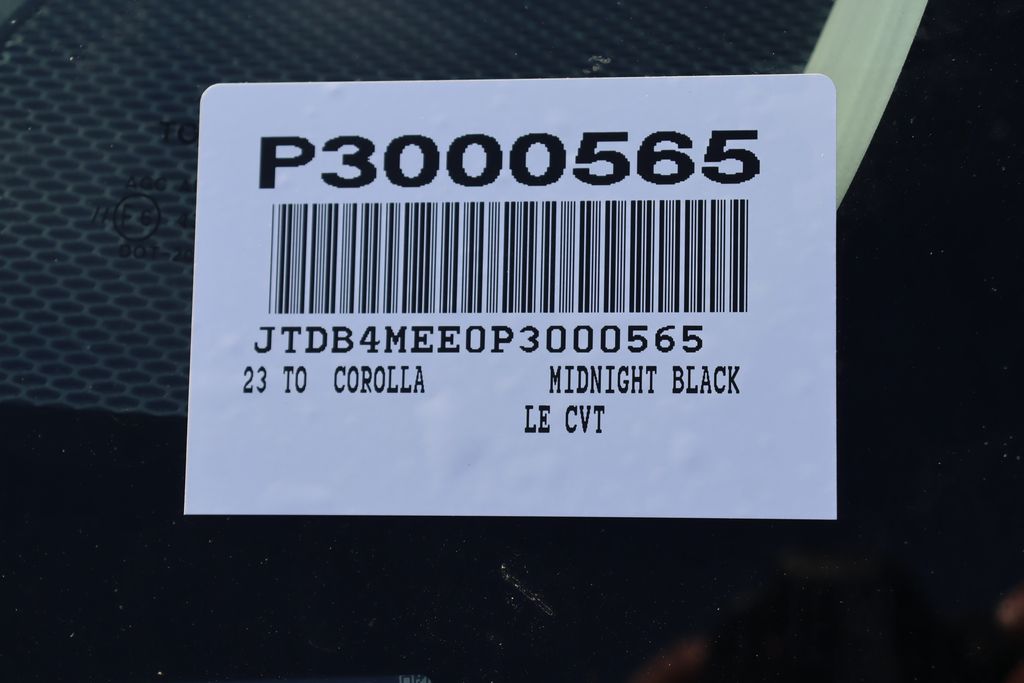 P3000565
JTDB4MEE0P3000565
23 TO COROLLA MIDNIGHT BLACK
LE CVT